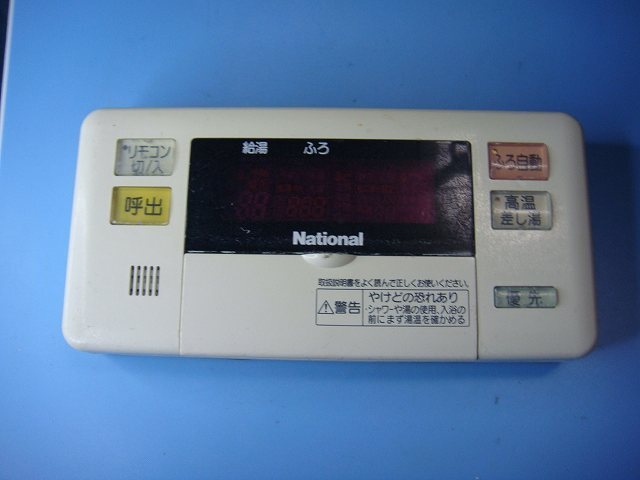 リモコン
切/入
呼出
給湯 ふろ
National
ふろ自動
高温
差し湯
優先
取扱説明書をよく読んで正しくお使いください。
警告
やけどの恐れあり
・シャワーや湯の使用、入浴の
前にまず湯温を確かめる